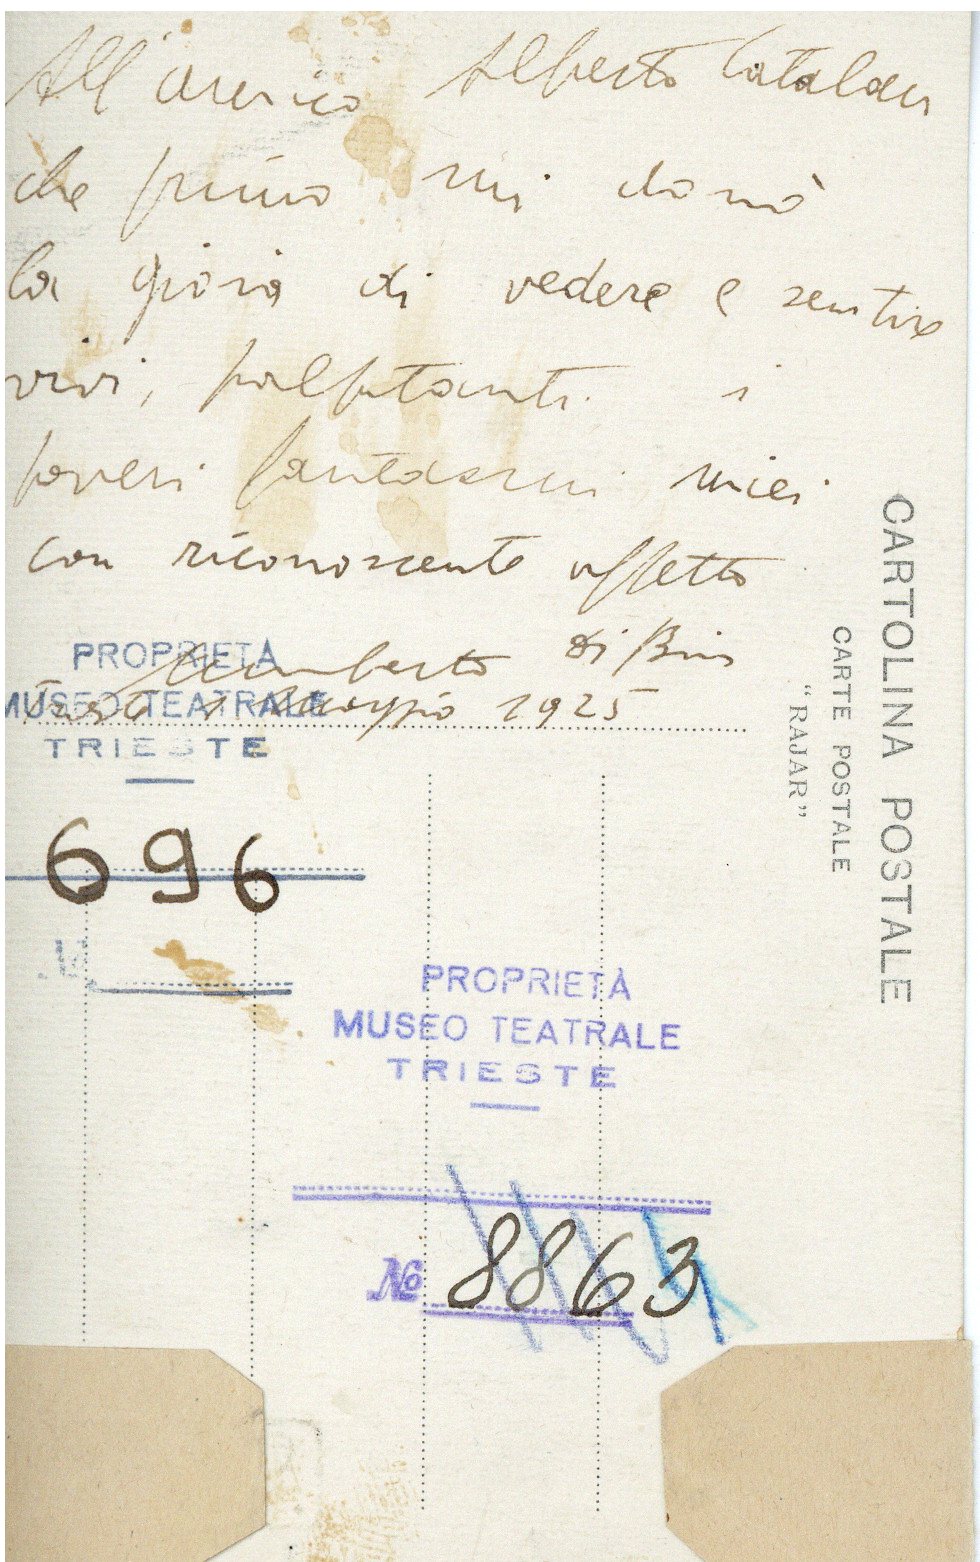 All'amico Alberto Catalan
che primo mi donò
la gioia di vedere e sentire
vivi, palpitanti i
poveri fantasmi miei
con riconoscente affetto
Umberto di Bin
maggio 1925
PROPRIETÀ
MUSEO TEATRALE
TRIESTE
696
No
PROPRIETÀ
MUSEO TEATRALE
TRIESTE
No 8863
CARTOLINA POSTALE
CARTE POSTALE
"RAJAR"